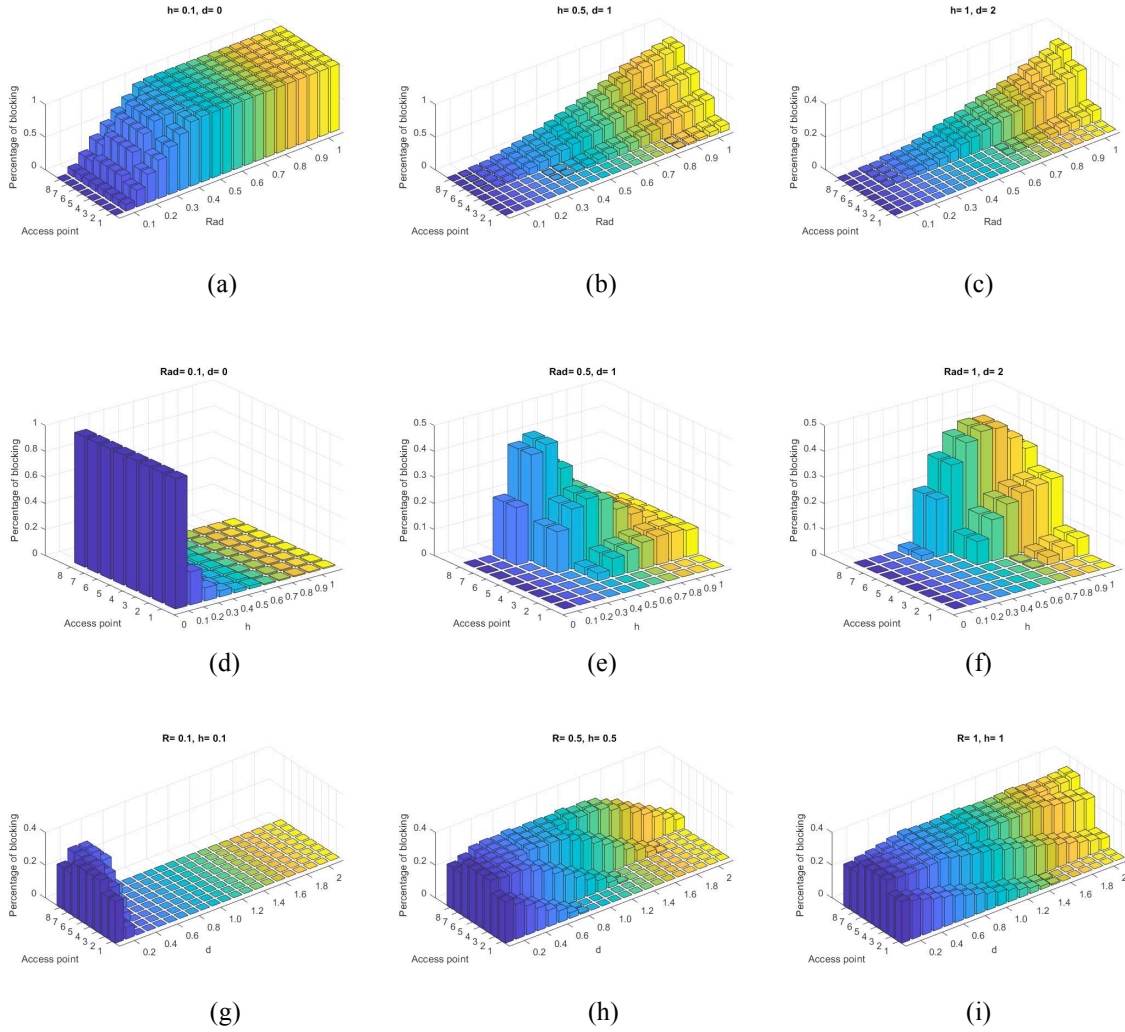 h= 0.1, d= 0
Percentage of blocking
1
0.5
0
8 7 6 5 4 3 2 1
Access point
0.1 0.2 0.3 0.4 0.5 0.6 0.7 0.8 0.9 1
Rad
(a)
h= 0.5, d= 1
Percentage of blocking
1
0.5
0
8 7 6 5 4 3 2 1
Access point
0.1 0.2 0.3 0.4 0.5 0.6 0.7 0.8 0.9 1
Rad
(b)
h= 1, d= 2
Percentage of blocking
0.4
0.2
0
8 7 6 5 4 3 2 1
Access point
0.1 0.2 0.3 0.4 0.5 0.6 0.7 0.8 0.9 1
Rad
(c)
Rad= 0.1, d= 0
Percentage of blocking
1
0.8
0.6
0.4
0.2
0
8 7 6 5 4 3 2 1
Access point
0 0.1 0.2 0.3 0.4 0.5 0.6 0.7 0.8 0.9 1
h
(d)
Rad= 0.5, d= 1
Percentage of blocking
0.5
0.4
0.3
0.2
0.1
0
8 7 6 5 4 3 2 1
Access point
0 0.1 0.2 0.3 0.4 0.5 0.6 0.7 0.8 0.9 1
h
(e)
Rad= 1, d= 2
Percentage of blocking
0.5
0.4
0.3
0.2
0.1
0
8 7 6 5 4 3 2 1
Access point
0 0.1 0.2 0.3 0.4 0.5 0.6 0.7 0.8 0.9 1
h
(f)
R= 0.1, h= 0.1
Percentage of blocking
0.4
0.2
0
8 7 6 5 4 3 2 1
Access point
0.2 0.4 0.6 0.8 1.0 1.2 1.4 1.6 1.8 2
d
(g)
R= 0.5, h= 0.5
Percentage of blocking
0.4
0.2
0
8 7 6 5 4 3 2 1
Access point
0.2 0.4 0.6 0.8 1.0 1.2 1.4 1.6 1.8 2
d
(h)
R= 1, h= 1
Percentage of blocking
0.4
0.2
0
8 7 6 5 4 3 2 1
Access point
0.2 0.4 0.6 0.8 1.0 1.2 1.4 1.6 1.8 2
d
(i)